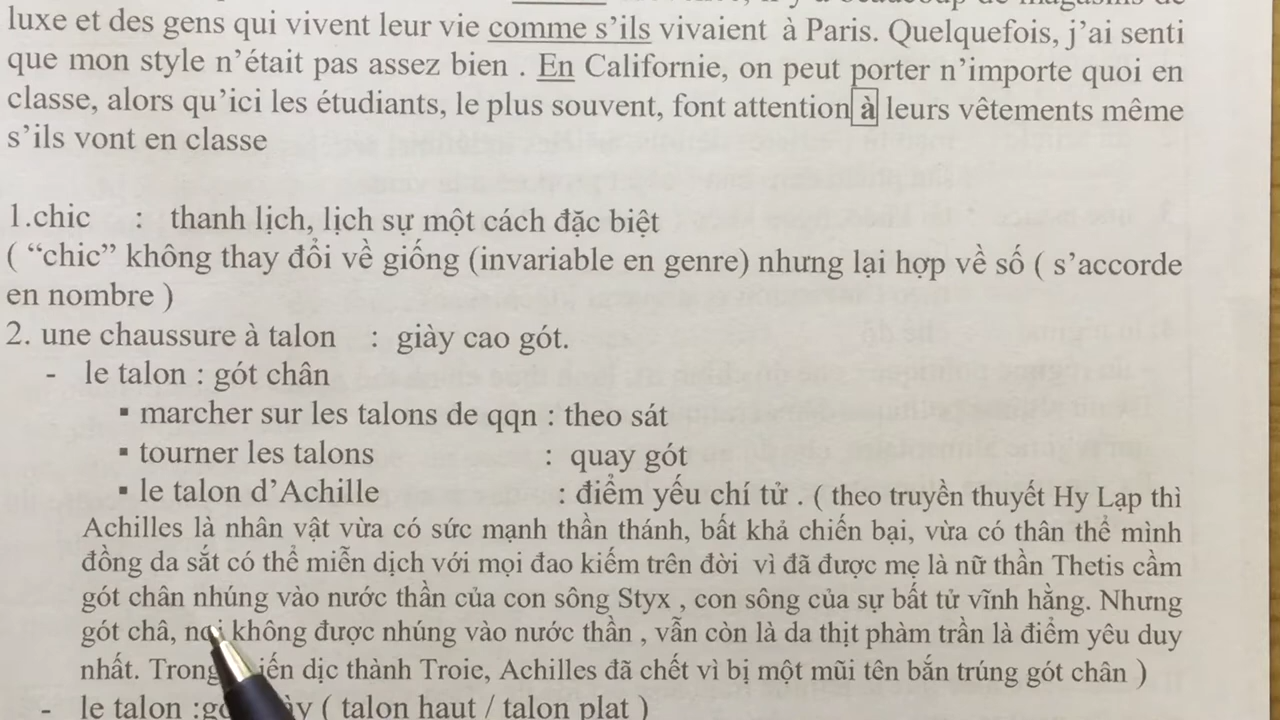 luxe et des gens qui vivent leur vie comme s’ils vivaient à Paris. Quelquefois, j’ai senti
que mon style n’était pas assez bien . En Californie, on peut porter n’importe quoi en
classe, alors qu’ici les étudiants, le plus souvent, font attention à leurs vêtements même
s’ils vont en classe
1.chic : thanh lịch, lịch sự một cách đặc biệt
( “chic” không thay đổi về giống (invariable en genre) nhưng lại hợp về số ( s’accorde
en nombre )
2. une chaussure à talon : giày cao gót.
- le talon : gót chân
▪ marcher sur les talons de qqn : theo sát
▪ tourner les talons : quay gót
▪ le talon d’Achille : điểm yếu chí tử . ( theo truyền thuyết Hy Lạp thì
Achilles là nhân vật vừa có sức mạnh thần thánh, bất khả chiến bại, vừa có thân thể mình
đồng da sắt có thể miễn dịch với mọi đao kiếm trên đời vì đã được mẹ là nữ thần Thetis cầm
gót chân nhúng vào nước thần của con sông Styx , con sông của sự bất tử vĩnh hằng. Nhưng
gót châ, nơi không được nhúng vào nước thần , vẫn còn là da thịt phàm trần là điểm yêu duy
nhất. Trong dịc thành Troie, Achilles đã chết vì bị một mũi tên bắn trúng gót chân )
- le talon : ( talon haut / talon plat )